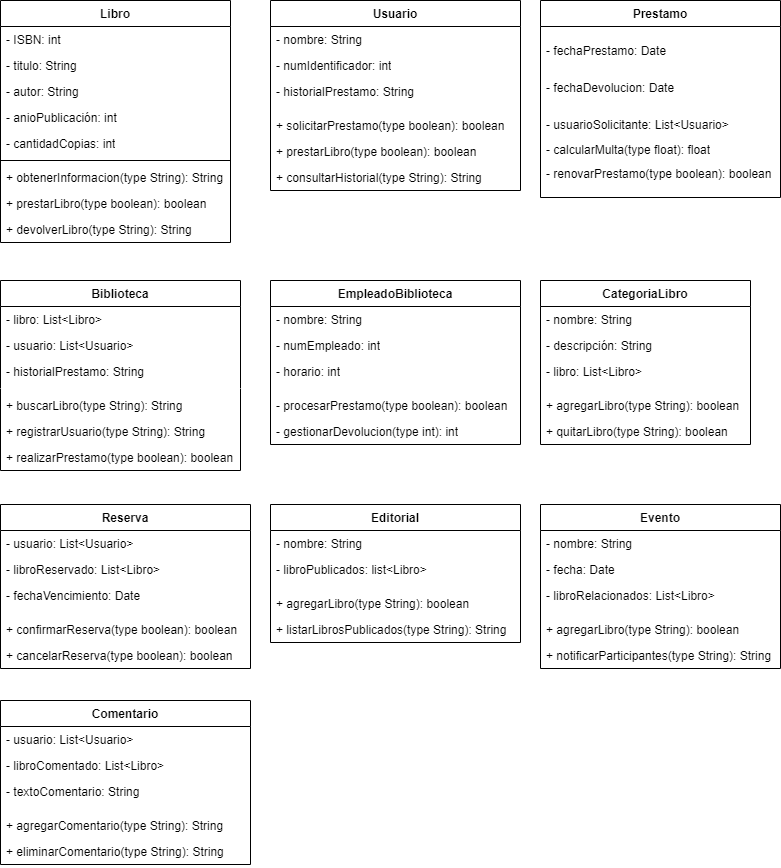 Libro
- ISBN: int
- titulo: String
- autor: String
- anioPublicación: int
- cantidadCopias: int
+ obtenerInformacion(type String): String
+ prestarLibro(type boolean): boolean
+ devolverLibro(type String): String
Usuario
- nombre: String
- numIdentificador: int
- historialPrestamo: String
+ solicitarPrestamo(type boolean): boolean
+ prestarLibro(type boolean): boolean
+ consultarHistorial(type String): String
Prestamo
- fechaPrestamo: Date
- fechaDevolucion: Date
- usuarioSolicitante: List<Usuario>
- calcularMulta(type float): float
- renovarPrestamo(type boolean): boolean
Biblioteca
- libro: List<Libro>
- usuario: List<Usuario>
- historialPrestamo: String
+ buscarLibro(type String): String
+ registrarUsuario(type String): String
+ realizarPrestamo(type boolean): boolean
EmpleadoBiblioteca
- nombre: String
- numEmpleado: int
- horario: int
- procesarPrestamo(type boolean): boolean
- gestionarDevolucion(type int): int
CategoriaLibro
- nombre: String
- descripción: String
- libro: List<Libro>
+ agregarLibro(type String): boolean
+ quitarLibro(type String): boolean
Reserva
- usuario: List<Usuario>
- libroReservado: List<Libro>
- fechaVencimiento: Date
+ confirmarReserva(type boolean): boolean
+ cancelarReserva(type boolean): boolean
Editorial
- nombre: String
- libroPublicados: list<Libro>
+ agregarLibro(type String): boolean
+ listarLibrosPublicados(type String): String
Evento
- nombre: String
- fecha: Date
- libroRelacionados: List<Libro>
+ agregarLibro(type String): boolean
+ notificarParticipantes(type String): String
Comentario
- usuario: List<Usuario>
- libroComentado: List<Libro>
- textoComentario: String
+ agregarComentario(type String): String
+ eliminarComentario(type String): String